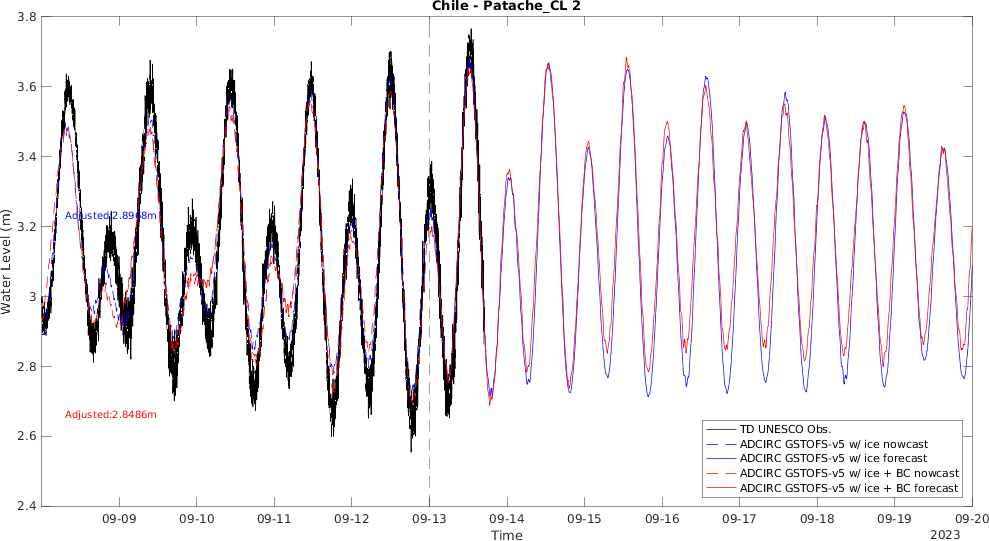 Chile - Patache_CL 2
Water Level (m)
3.8
3.6
3.4
3.2
3
2.8
2.6
2.4
Adjusted:2.8968m
Adjusted:2.8486m
TD UNESCO Obs.
ADCIRC GSTOFS-v5 w/ ice nowcast
ADCIRC GSTOFS-v5 w/ ice forecast
ADCIRC GSTOFS-v5 w/ ice + BC nowcast
ADCIRC GSTOFS-v5 w/ ice + BC forecast
09-09 09-10 09-11 09-12 09-13 09-14 09-15 09-16 09-17 09-18 09-19 09-20
Time
2023